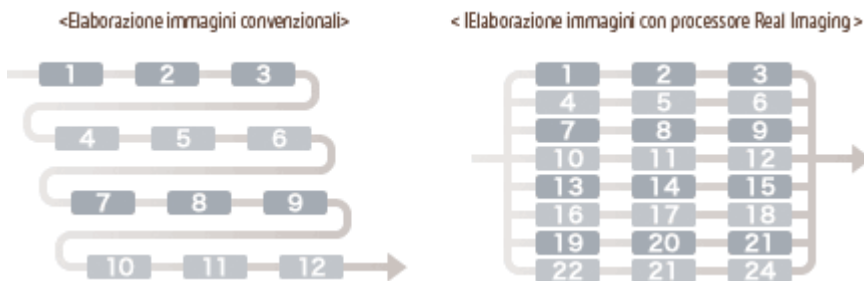 <Elaborazione immagini convenzionali>
1 2 3
4 5 6
7 8 9
10 11 12
< lElaborazione immagini con processore Real Imaging >
1 2 3
4 5 6
7 8 9
10 11 12
13 14 15
16 17 18
19 20 21
22 21 24